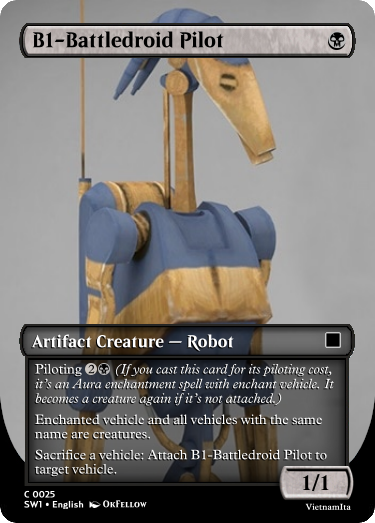 B1-Battledroid Pilot
Artifact Creature — Robot
Piloting 2 (If you cast this card for its piloting cost,
it's an Aura enchantment spell with enchant vehicle. It
becomes a creature again if it's not attached.)
Enchanted vehicle and all vehicles with the same
name are creatures.
Sacrifice a vehicle: Attach B1-Battledroid Pilot to
target vehicle.
1/1
C 0025
SW1 • English OkFellow
VietnamIta